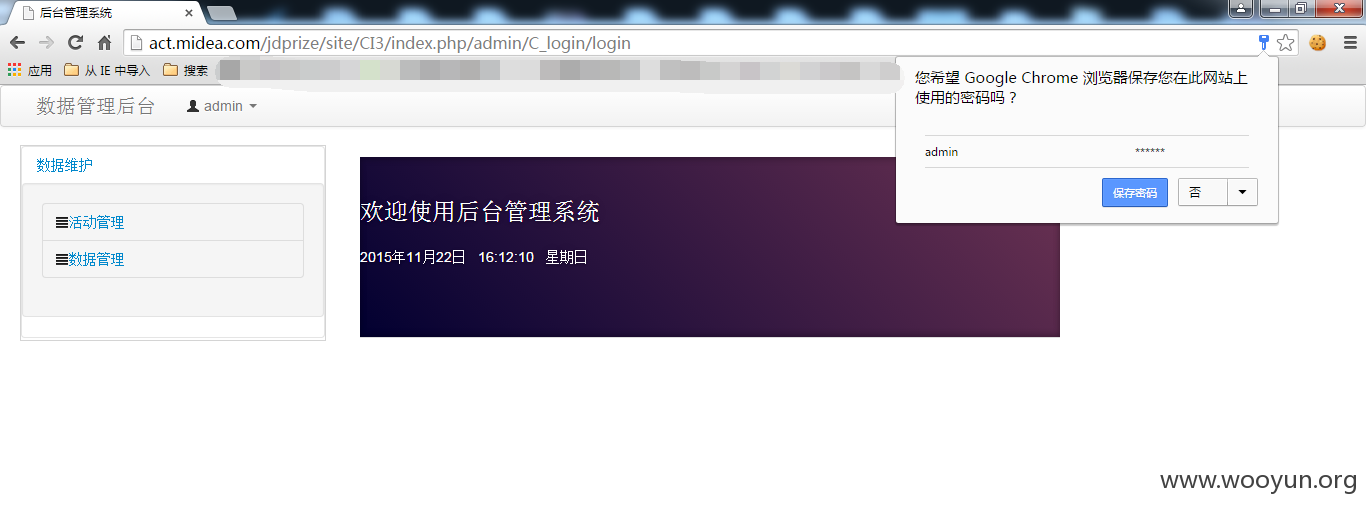 后台管理系统
act.midea.com/jdprize/site/CI3/index.php/admin/C_login/login
应用 从 IE 中导入 搜索
您希望 Google Chrome 浏览器保存您在此网站上
使用的密码吗？
admin ******
保存密码 否
数据管理后台 admin
数据维护
活动管理
数据管理
欢迎使用后台管理系统
2015年11月22日 16:12:10 星期日
www.wooyun.org